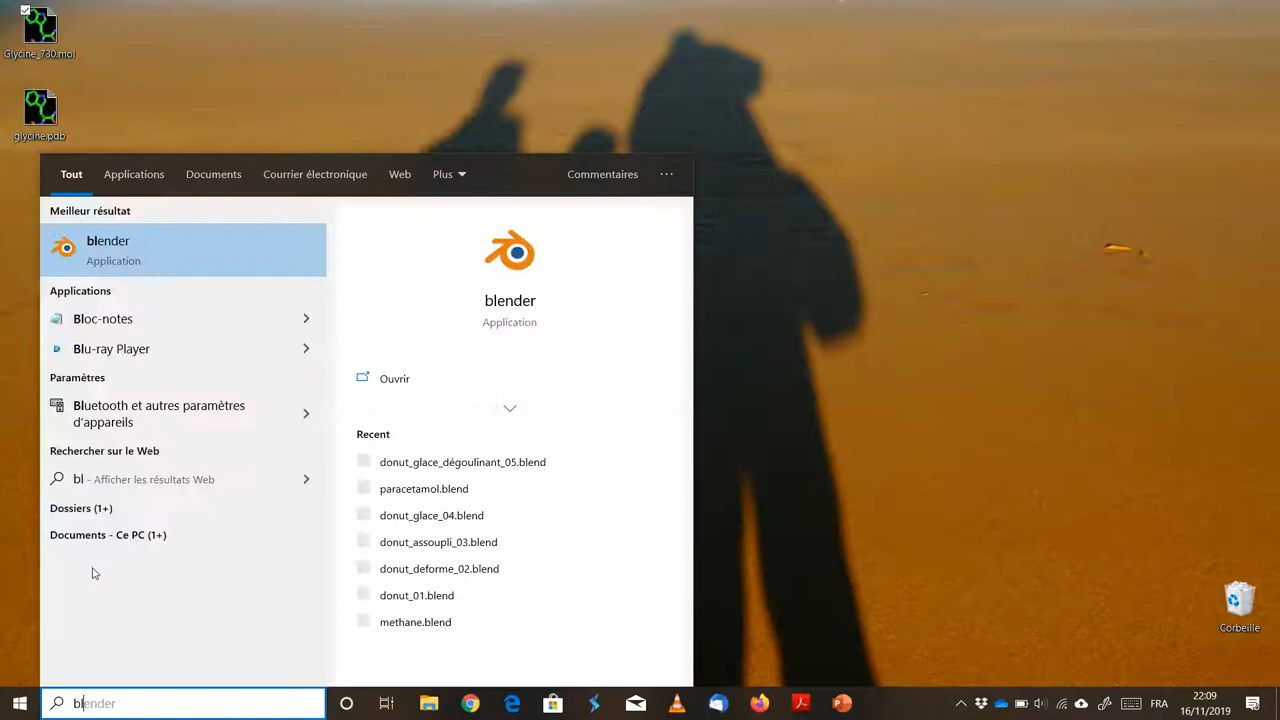 Glycine_730.mol
glycine.pdb
Tout Applications Documents Courrier électronique Web Plus Commentaires ...
Meilleur résultat
blender
Application
Applications
Bloc-notes
Blu-ray Player
Paramètres
Bluetooth et autres paramètres
d'appareils
Rechercher sur le Web
bl - Afficher les résultats Web
Dossiers (1+)
Documents - Ce PC (1+)
blender
Application
Ouvrir
Recent
donut_glace_dégoulinant_05.blend
paracetamol.blend
donut_glace_04.blend
donut_assoupli_03.blend
donut_deforme_02.blend
donut_01.blend
methane.blend
Corbeille
blender
FRA
22:09
16/11/2019